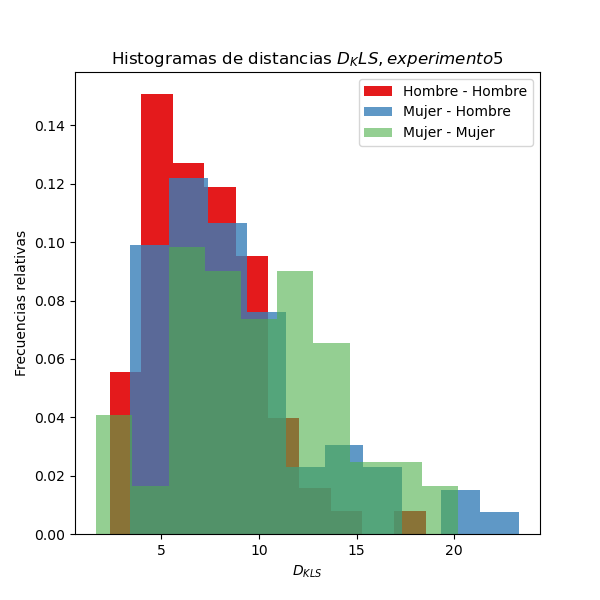 Histogramas de distancias D_KLS, experimento5
Hombre - Hombre
Mujer - Hombre
Mujer - Mujer
Frecuencias relativas
0.14
0.12
0.10
0.08
0.06
0.04
0.02
0.00
5 10 15 20
D_{KLS}